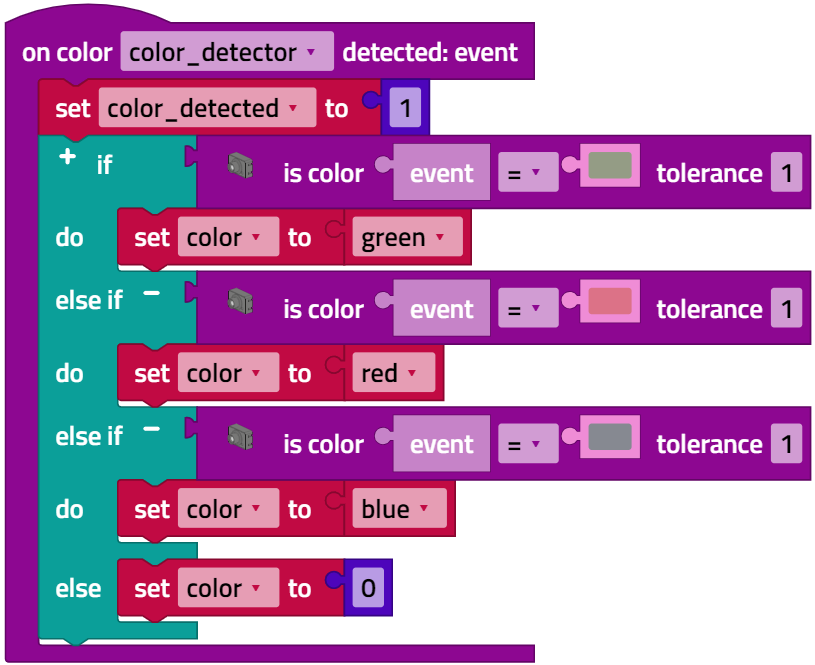 on color color_detector detected: event
set color_detected to 1
+ if is color event = tolerance 1
do set color to green
else if − is color event = tolerance 1
do set color to red
else if − is color event = tolerance 1
do set color to blue
else set color to 0